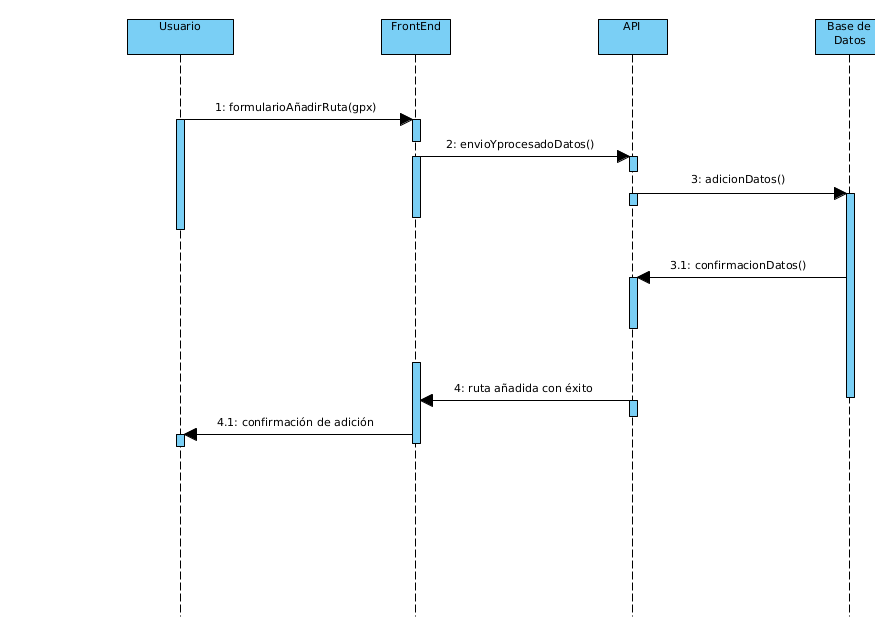 Usuario
FrontEnd
API
Base de
Datos
1: formularioAñadirRuta(gpx)
2: envioYprocesadoDatos()
3: adicionDatos()
3.1: confirmacionDatos()
4: ruta añadida con éxito
4.1: confirmación de adición